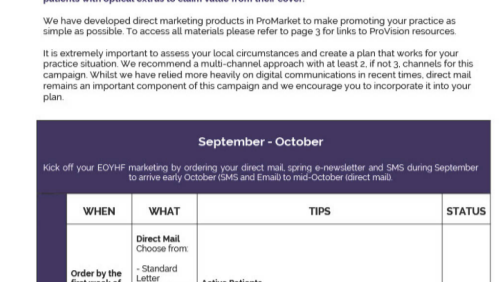 patients with optical extras to claim value from their cover.
We have developed direct marketing products in ProMarket to make promoting your practice as
simple as possible. To access all materials please refer to page 3 for links to ProVision resources.
It is extremely important to assess your local circumstances and create a plan that works for your
practice situation. We recommend a multi-channel approach with at least 2, if not 3, channels for this
campaign. Whilst we have relied more heavily on digital communications in recent times, direct mail
remains an important component of this campaign and we encourage you to incorporate it into your
plan.
September - October
Kick off your EOYHF marketing by ordering your direct mail, spring e-newsletter and SMS during September
to arrive early October (SMS and Email) to mid-October (direct mail).
WHEN WHAT TIPS STATUS
Direct Mail
Choose from:
- Standard
Letter
Order by the
first week of
Active Patients